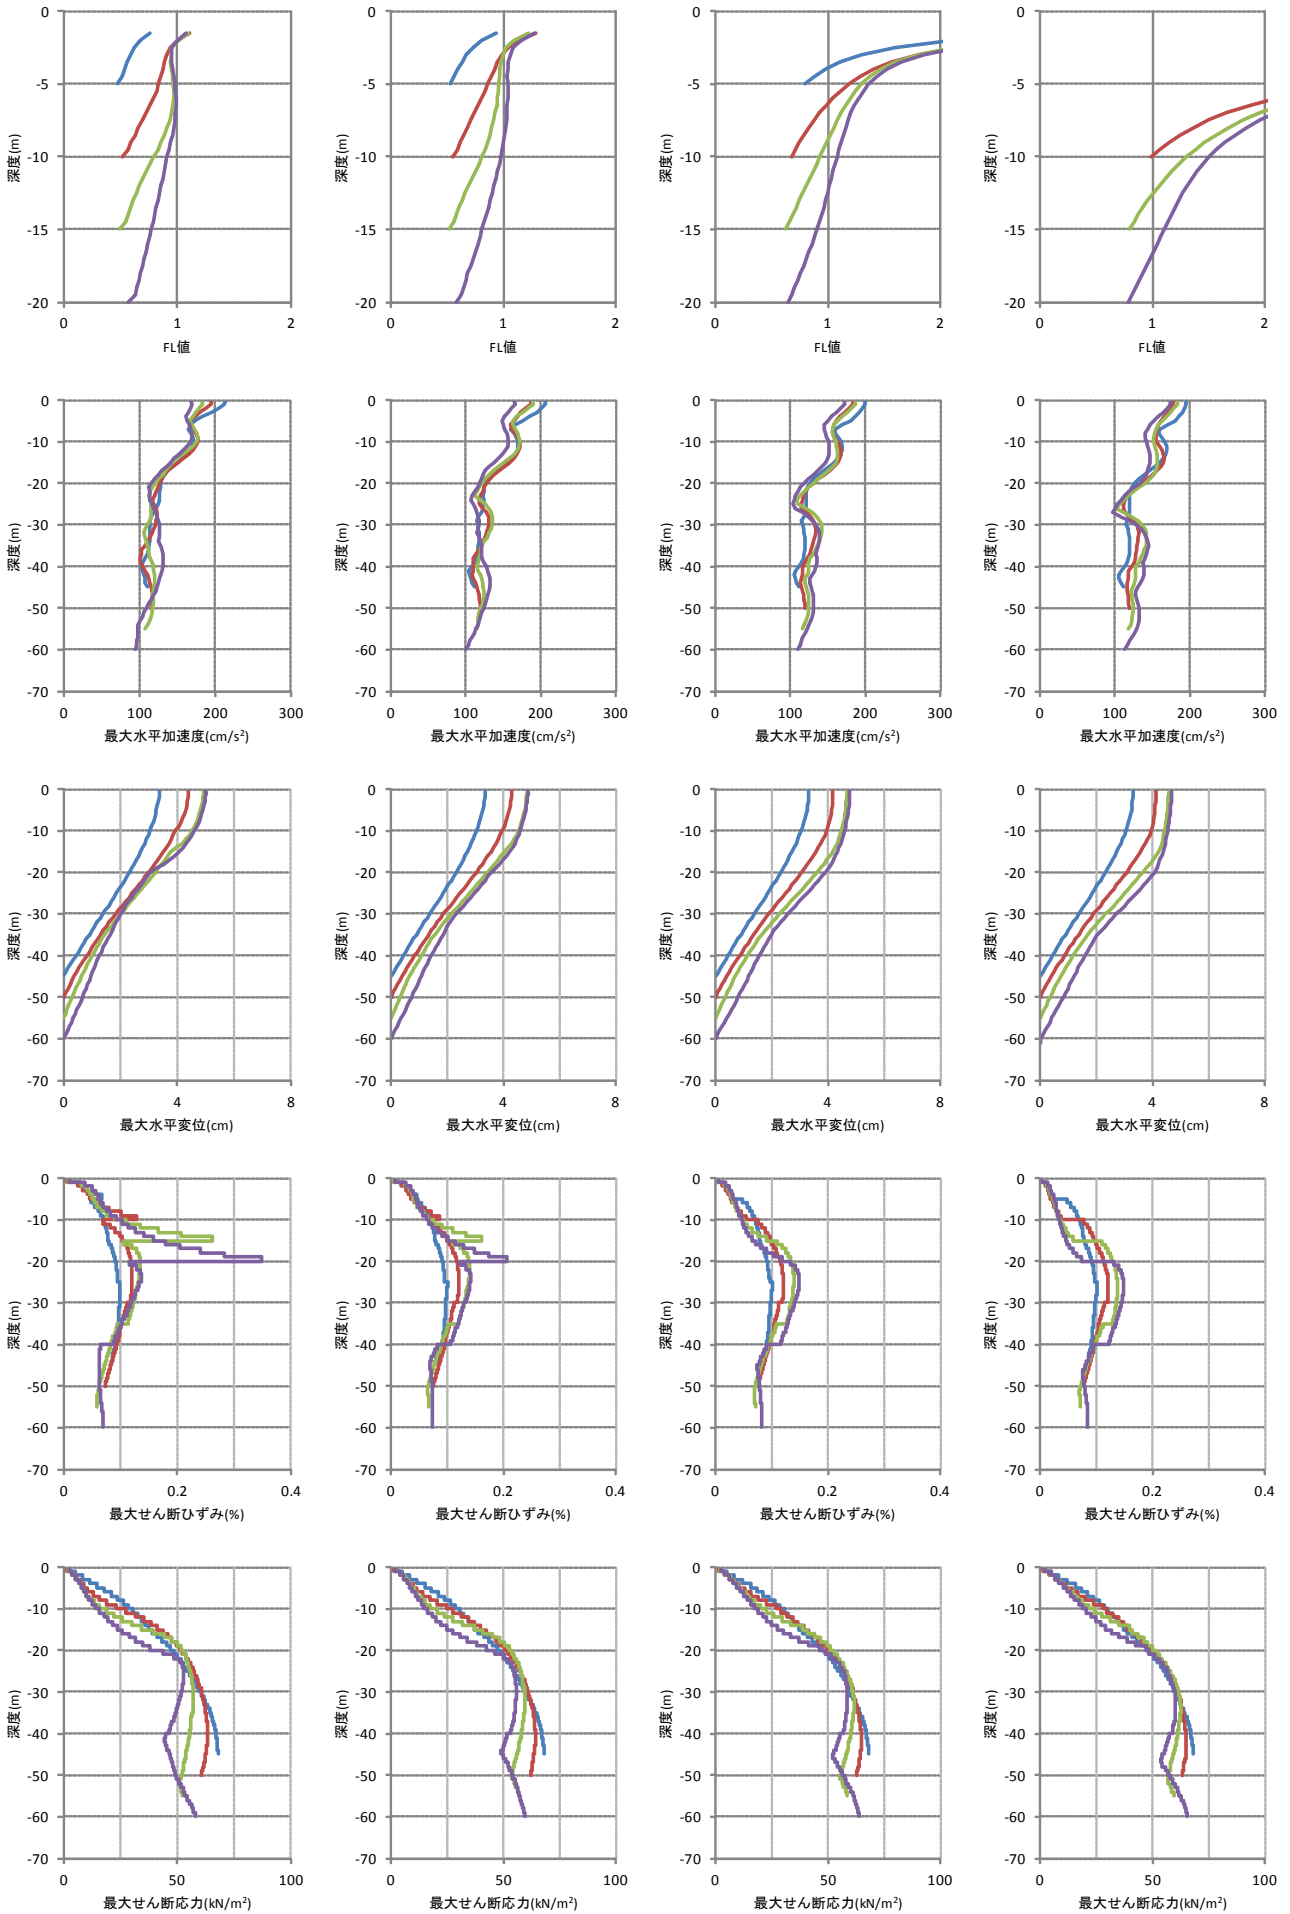 0 0 0 0
-5 -5 -5 -5
-10 -10 -10 -10
-15 -15 -15 -15
-20 -20 -20 -20
深度(m) 深度(m) 深度(m) 深度(m)
0 1 2 0 1 2 0 1 2 0 1 2
FL値 FL値 FL値 FL値
0 0 0 0
-10 -10 -10 -10
-20 -20 -20 -20
-30 -30 -30 -30
-40 -40 -40 -40
-50 -50 -50 -50
-60 -60 -60 -60
-70 -70 -70 -70
深度(m) 深度(m) 深度(m) 深度(m)
0 100 200 300 0 100 200 300 0 100 200 300 0 100 200 300
最大水平加速度(cm/s²) 最大水平加速度(cm/s²) 最大水平加速度(cm/s²) 最大水平加速度(cm/s²)
0 0 0 0
-10 -10 -10 -10
-20 -20 -20 -20
-30 -30 -30 -30
-40 -40 -40 -40
-50 -50 -50 -50
-60 -60 -60 -60
-70 -70 -70 -70
深度(m) 深度(m) 深度(m) 深度(m)
0 4 8 0 4 8 0 4 8 0 4 8
最大水平変位(cm) 最大水平変位(cm) 最大水平変位(cm) 最大水平変位(cm)
0 0 0 0
-10 -10 -10 -10
-20 -20 -20 -20
-30 -30 -30 -30
-40 -40 -40 -40
-50 -50 -50 -50
-60 -60 -60 -60
-70 -70 -70 -70
深度(m) 深度(m) 深度(m) 深度(m)
0 0.2 0.4 0 0.2 0.4 0 0.2 0.4 0 0.2 0.4
最大せん断ひずみ(%) 最大せん断ひずみ(%) 最大せん断ひずみ(%) 最大せん断ひずみ(%)
0 0 0 0
-10 -10 -10 -10
-20 -20 -20 -20
-30 -30 -30 -30
-40 -40 -40 -40
-50 -50 -50 -50
-60 -60 -60 -60
-70 -70 -70 -70
深度(m) 深度(m) 深度(m) 深度(m)
0 50 100 0 50 100 0 50 100 0 50 100
最大せん断応力(kN/m²) 最大せん断応力(kN/m²) 最大せん断応力(kN/m²) 最大せん断応力(kN/m²)